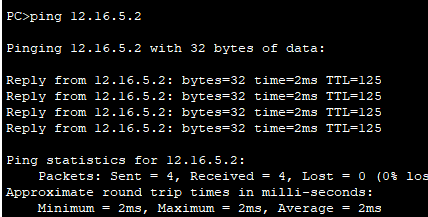 PC>ping 12.16.5.2
Pinging 12.16.5.2 with 32 bytes of data:
Reply from 12.16.5.2: bytes=32 time=2ms TTL=125
Reply from 12.16.5.2: bytes=32 time=2ms TTL=125
Reply from 12.16.5.2: bytes=32 time=2ms TTL=125
Reply from 12.16.5.2: bytes=32 time=2ms TTL=125
Ping statistics for 12.16.5.2:
Packets: Sent = 4, Received = 4, Lost = 0 (0% los
Approximate round trip times in milli-seconds:
Minimum = 2ms, Maximum = 2ms, Average = 2ms